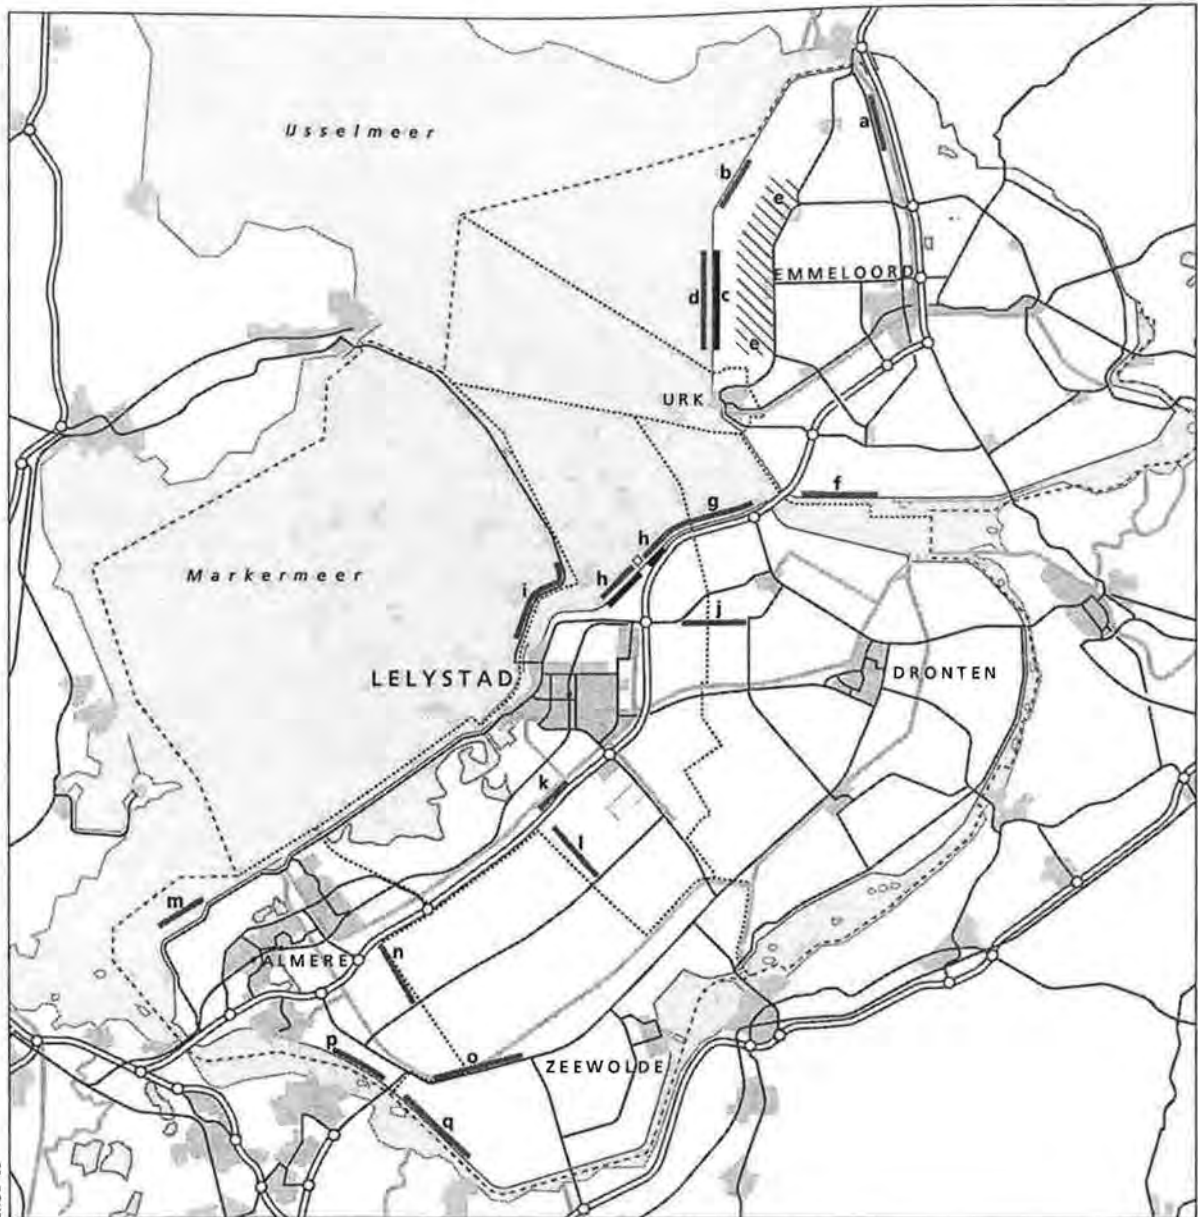 IJsselmeer
a
b
e
EMMELOORD
d
c
e
URK
f
g
h
h
Markermeer
i
j
LELYSTAD
DRONTEN
k
l
m
n
ALMERE
p
o
ZEEWOLDE
q